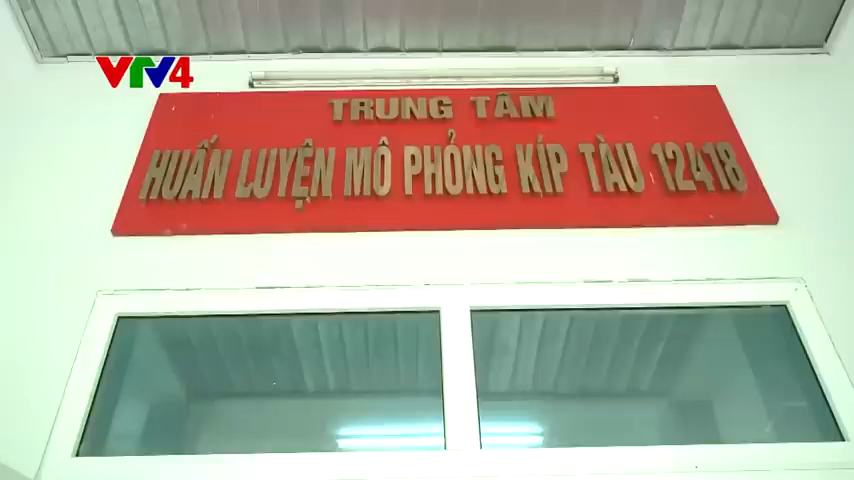 VTV4
TRUNG TÂM
HUẤN LUYỆN MÔ PHỎNG KÍP TÀU 12418